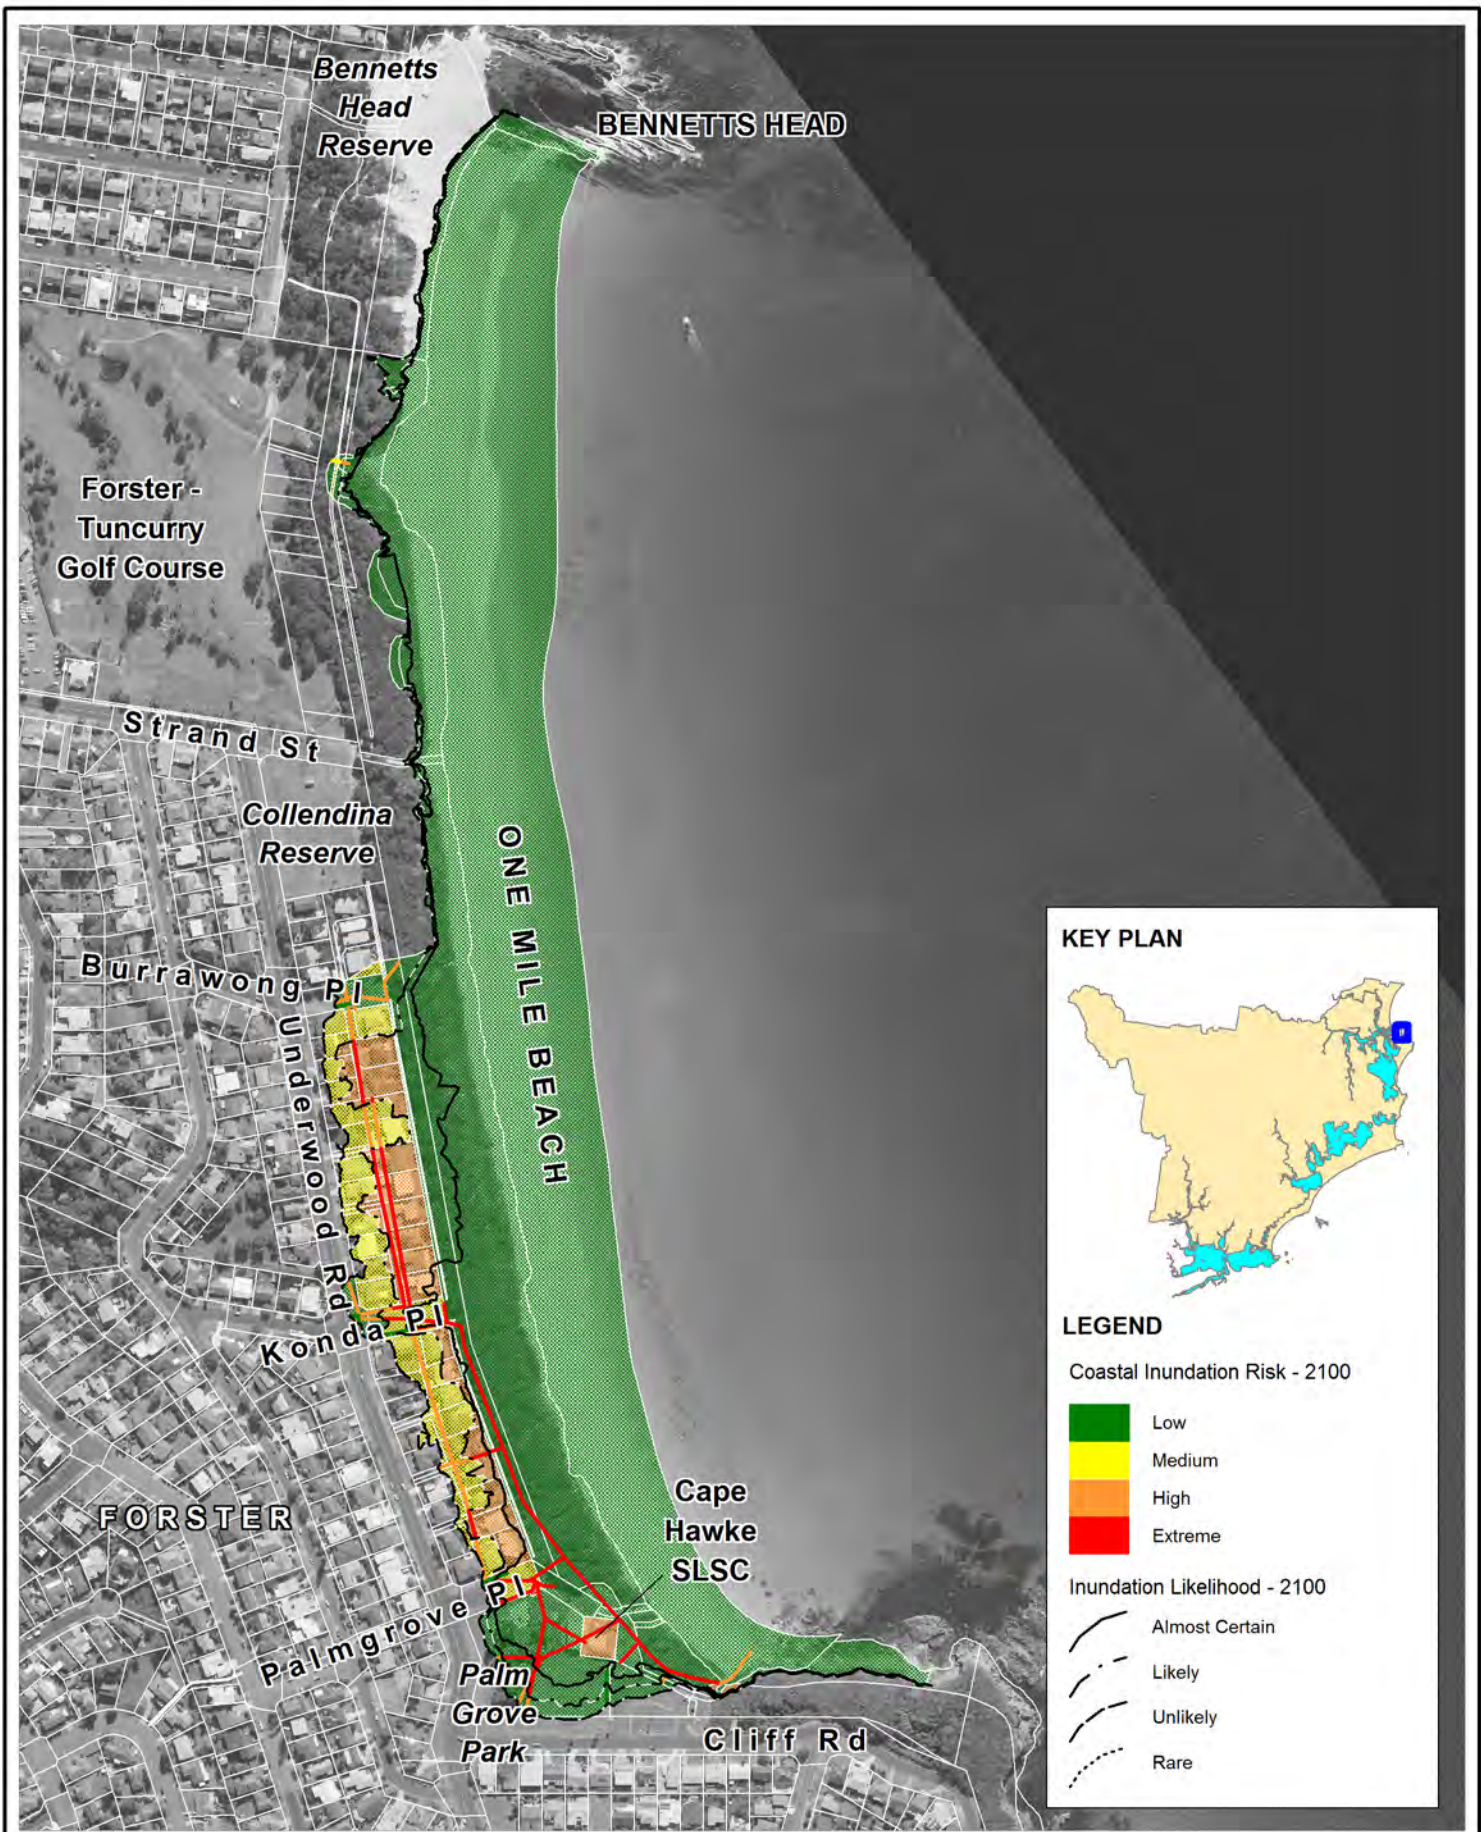 Bennetts
Head
Reserve
BENNETTS HEAD
Forster -
Tuncurry
Golf Course
Strand St
Collendina
Reserve
ONE MILE BEACH
Burrawong Pl
Underwood Rd
Konda Pl
FORSTER
Cape
Hawke
SLSC
Palmgrove Pl
Palm
Grove
Park
Cliff Rd
KEY PLAN
LEGEND
Coastal Inundation Risk - 2100
Low
Medium
High
Extreme
Inundation Likelihood - 2100
Almost Certain
Likely
Unlikely
Rare